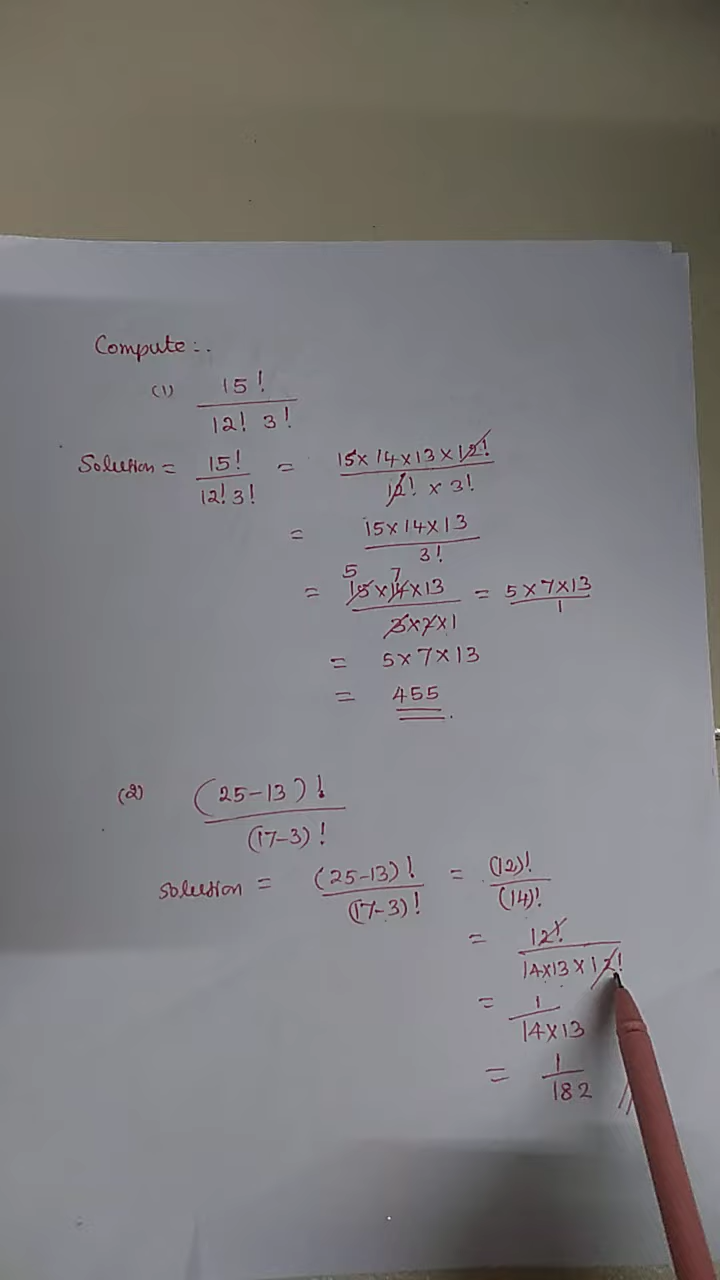 Compute:-.
(1) 15! / 12! 3!
Solution = 15! / 12! 3! = 15 x 14 x 13 x 12! / 12! x 3!
= 15 x 14 x 13 / 3!
5 7
= 15 x 14 x 13 / 3 x 2 x 1 = 5 x 7 x 13 / 1
= 5 x 7 x 13
= 455.
(2) (25-13)! / (17-3)!
Solution = (25-13)! / (17-3)! = (12)! / (14)!
= 12! / 14 x 13 x 12!
= 1 / 14 x 13
= 1 / 182 //